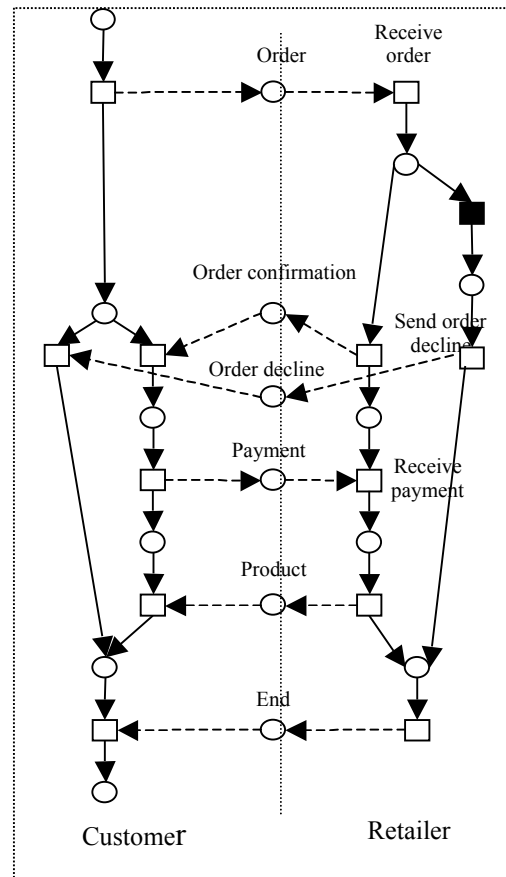 Order
Receive
order
Order confirmation
Send order
decline
Order decline
Payment
Receive
payment
Product
End
Customer
Retailer